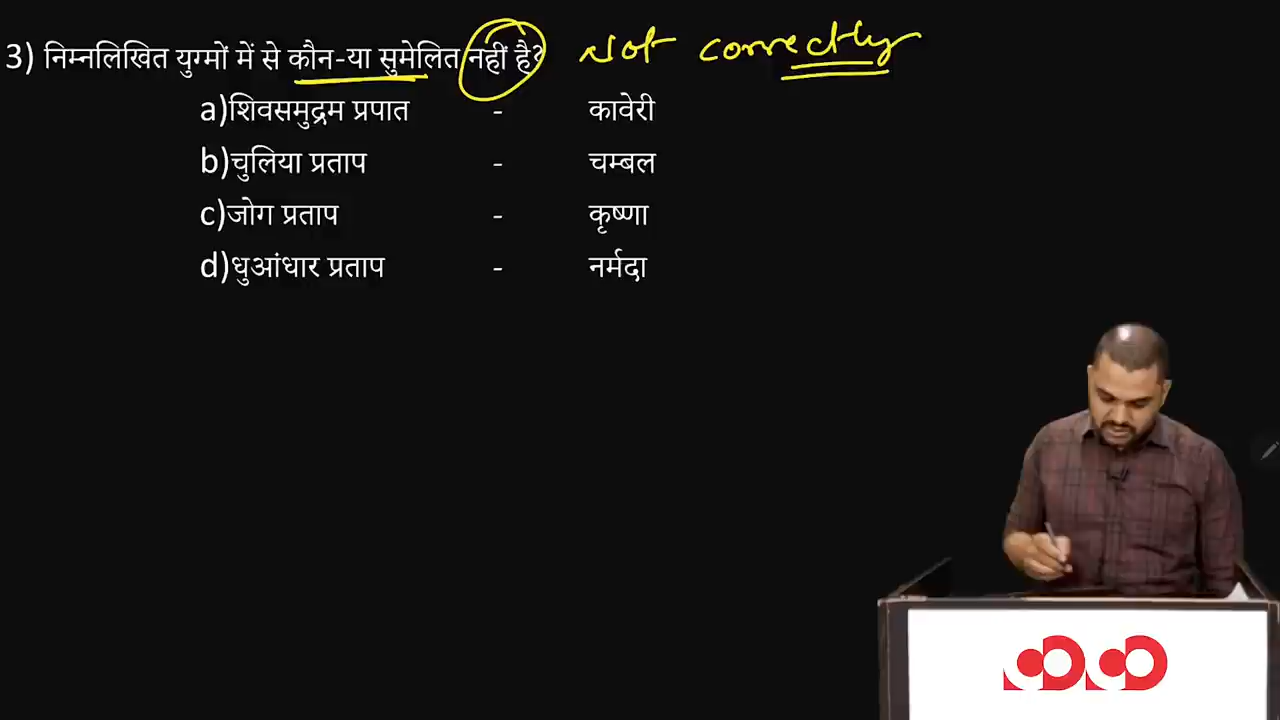 3) निम्नलिखित युग्मों में से कौन-या सुमेलित नहीं है? Not correctly
a)शिवसमुद्रम प्रपात - कावेरी
b)चुलिया प्रताप - चम्बल
c)जोग प्रताप - कृष्णा
d)धुआंधार प्रताप - नर्मदा